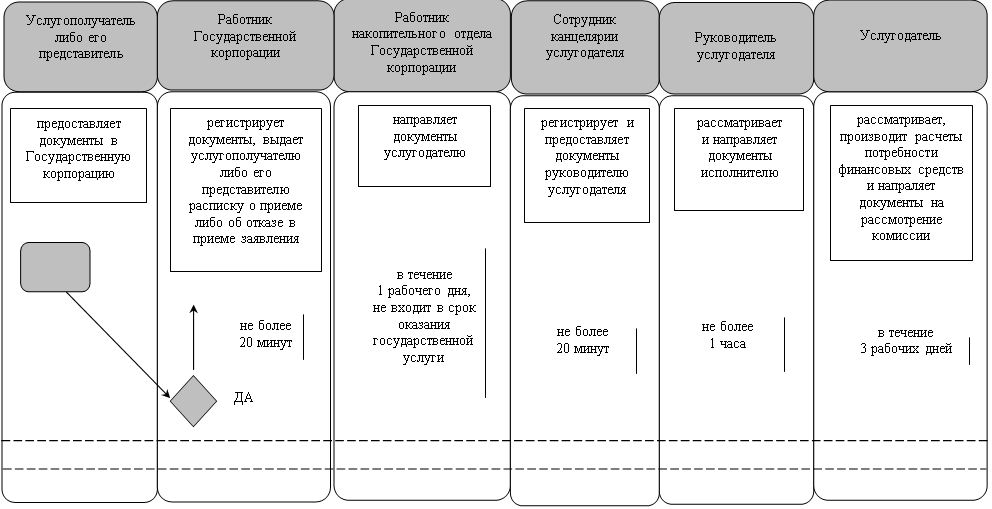 Услугополучатель
либо его
представитель
Работник
Государственной
корпорации
Работник
накопительного отдела
Государственной
корпорации
Сотрудник
канцелярии
услугодателя
Руководитель
услугодателя
Услугодатель
предоставляет
документы в
Государственную
корпорацию
регистрирует
документы, выдает
услугополучателю
либо его
представителю
расписку о приеме
либо об отказе в
приеме заявления
направляет
документы
услугодателю
регистрирует и
предоставляет
документы
руководителю
услугодателя
рассматривает
и направляет
документы
исполнителю
рассматривает,
производит расчеты
потребности
финансовых средств
и напраляет
документы на
рассмотрение
комиссии
не более
20 минут
в течение
1 рабочего дня,
не входит в срок
оказания
государственной
услуги
не более
20 минут
не более
1 часа
в течение
3 рабочих дней
ДА